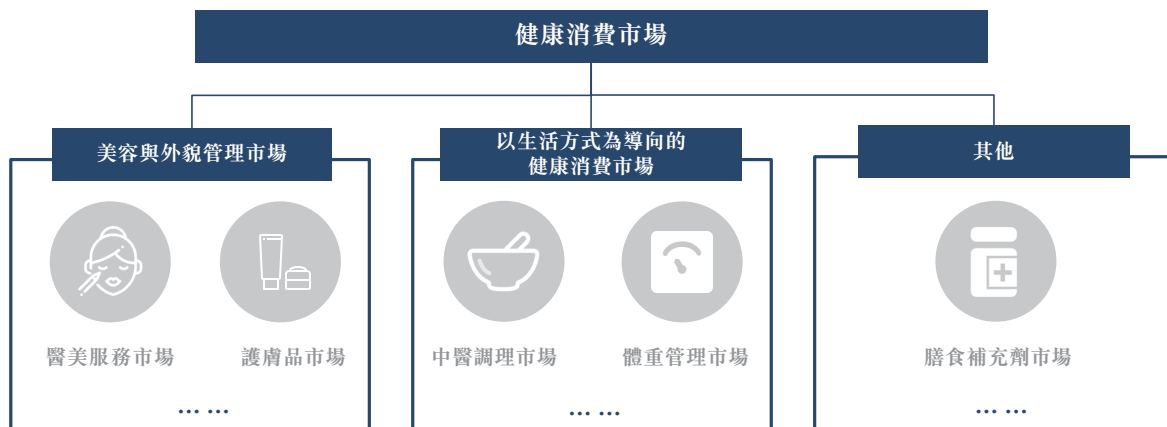 健康消費市場
美容與外貌管理市場
以生活方式為導向的
健康消費市場
其他
醫美服務市場
護膚品市場
中醫調理市場
體重管理市場
膳食補充劑市場
... ...
... ...
... ...